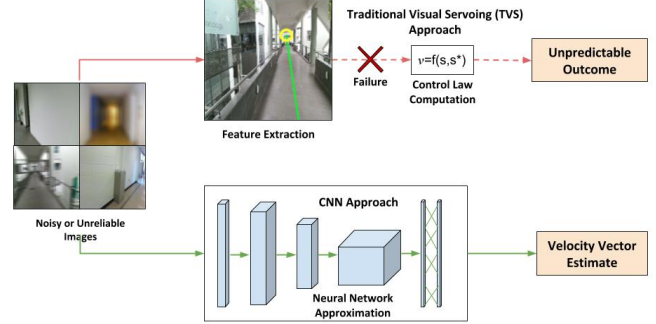 Traditional Visual Servoing (TVS)
Approach
Failure
v=f(s,s*)
Control Law
Computation
Unpredictable
Outcome
Feature Extraction
Noisy or Unreliable
Images
CNN Approach
Neural Network
Approximation
Velocity Vector
Estimate